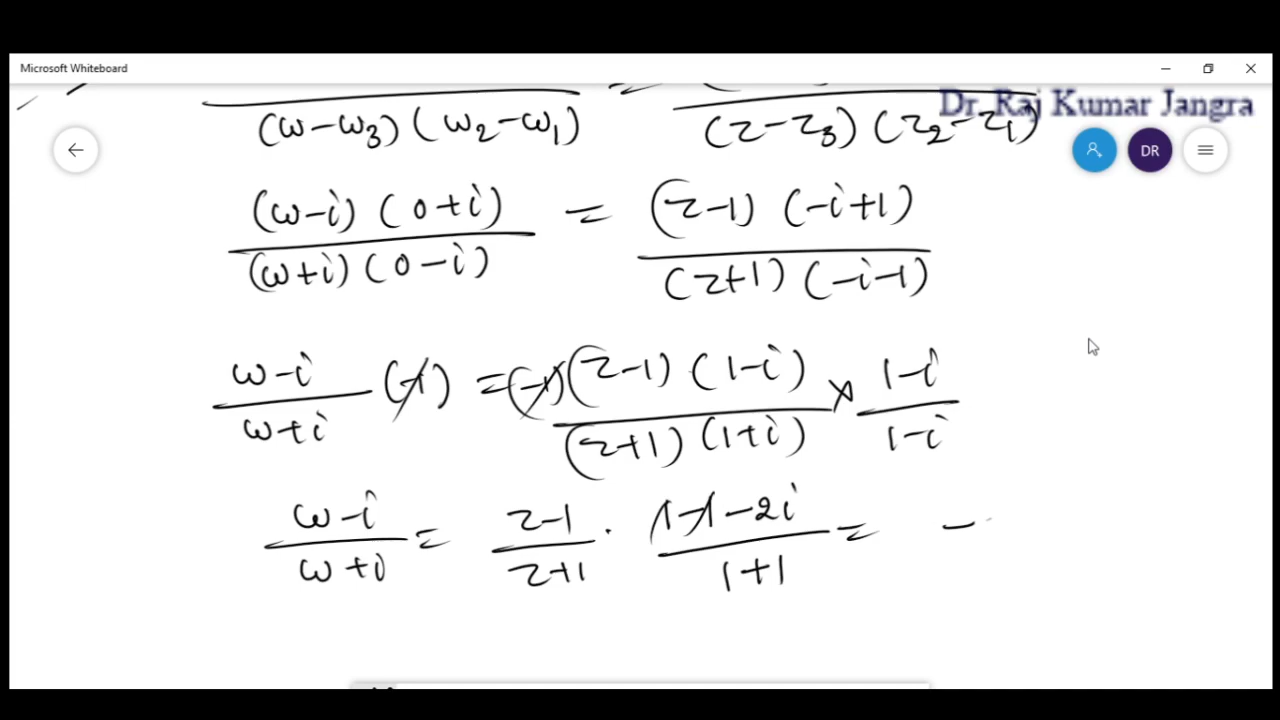 Microsoft Whiteboard
Dr. Raj Kumar Jangra
(ω-ω₃)(ω₂-ω₁) = (z-z₃)(z₂-z₁)
DR
(ω-i)(0+i) / (ω+i)(0-i) = (z-1)(-i+1) / (z+1)(-i-1)
ω-i / ω+i (-1) = (-1)(z-1)(1-i) / (z+1)(1+i) × 1-i / 1-i
ω-i / ω+i = z-1 / z+1 · 1-1-2i / 1+1 = -